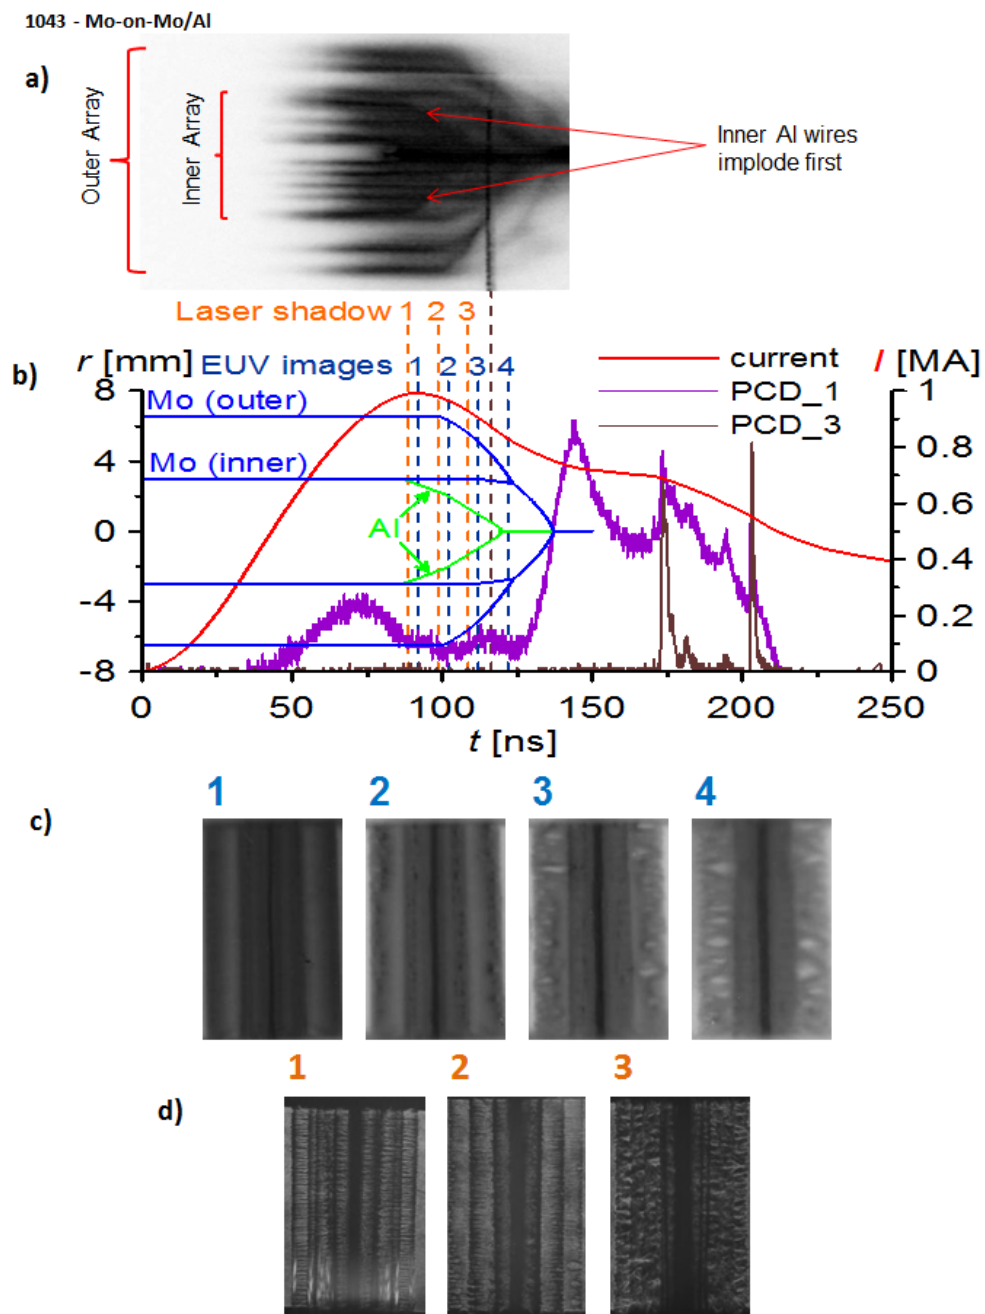 1043 - Mo-on-Mo/Al
a)
Outer Array
Inner Array
Inner Al wires
implode first
Laser shadow 1 2 3
b)
r [mm]
EUV images 1 2 3 4
current
I [MA]
PCD_1
PCD_3
Mo (outer)
Mo (inner)
Al
8
4
0
-4
-8
1
0.8
0.6
0.4
0.2
0
0 50 100 150 200 250
t [ns]
c)
1 2 3 4
d)
1 2 3